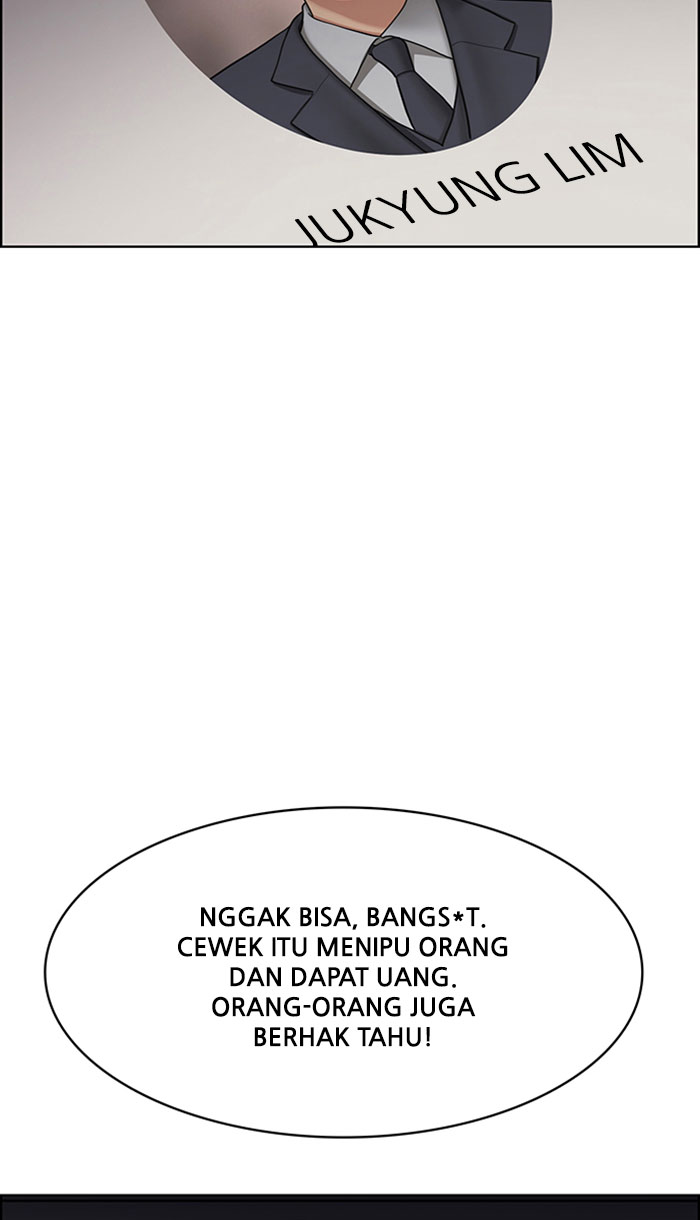 JUKYUNG LIM
NGGAK BISA, BANGS*T.
CEWEK ITU MENIPU ORANG
DAN DAPAT UANG.
ORANG-ORANG JUGA
BERHAK TAHU!